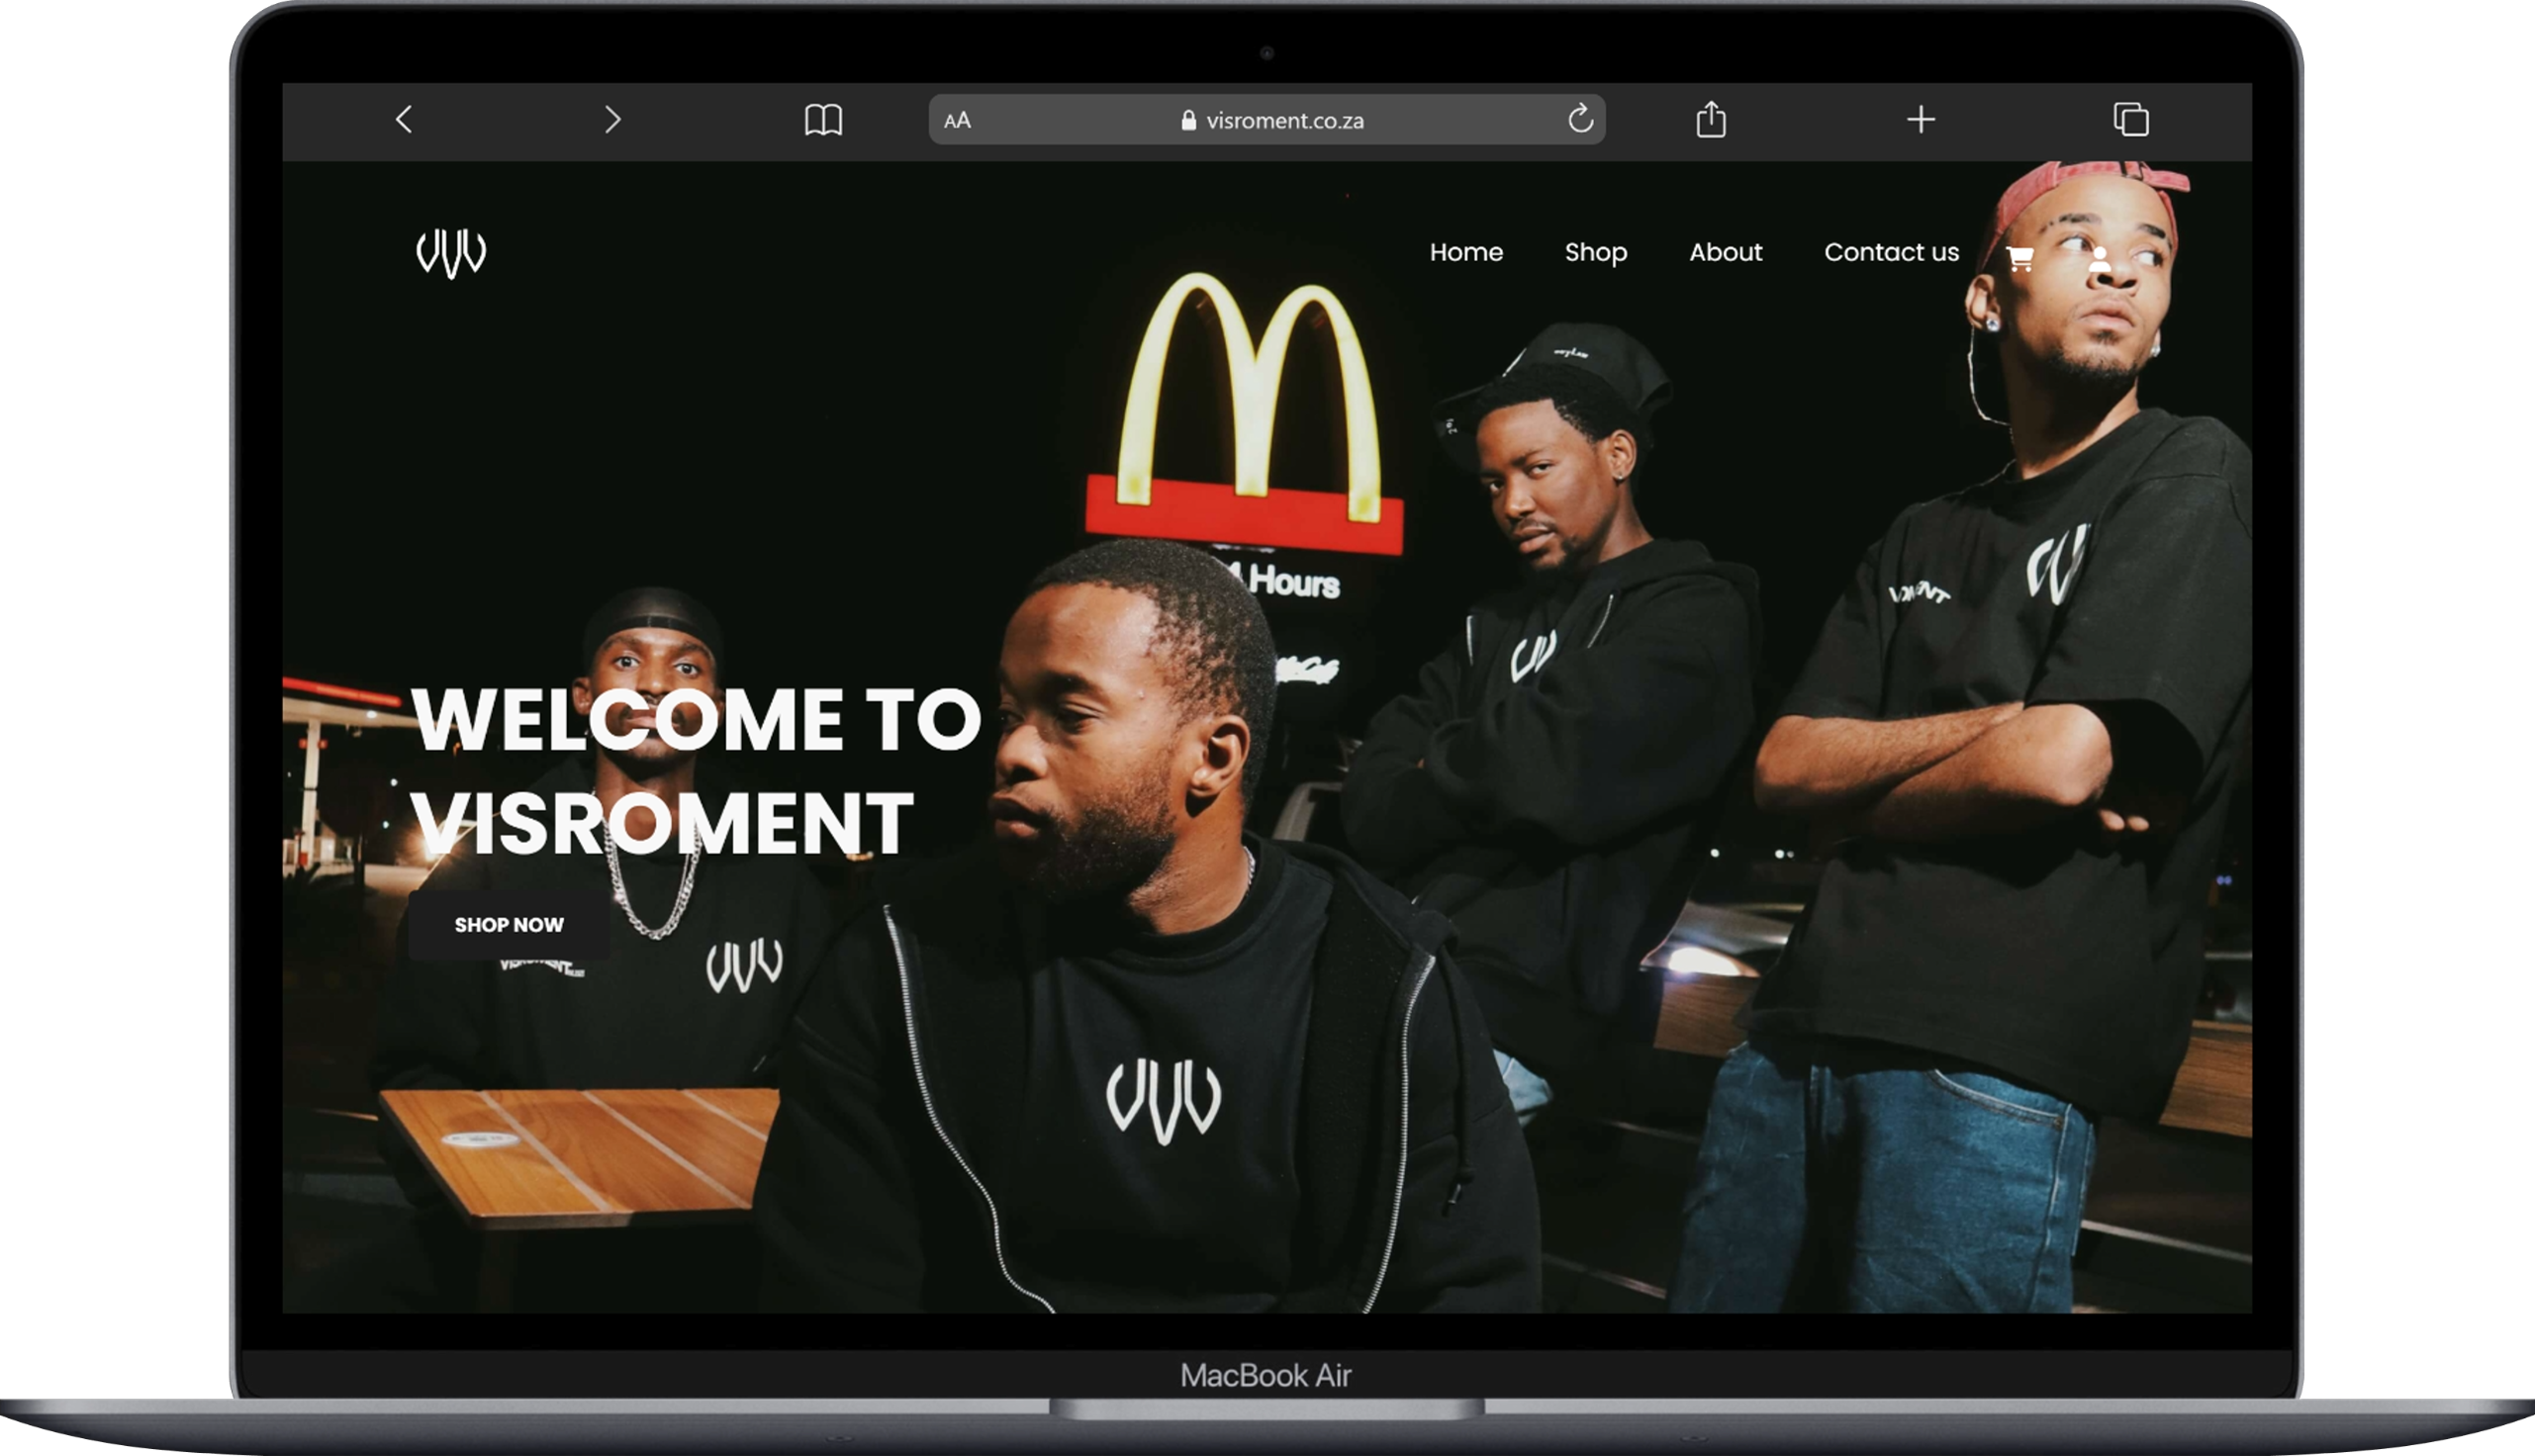 AA
visroment.co.za
Home
Shop
About
Contact us
Hours
WELCOME TO
VISROMENT
SHOP NOW
MacBook Air